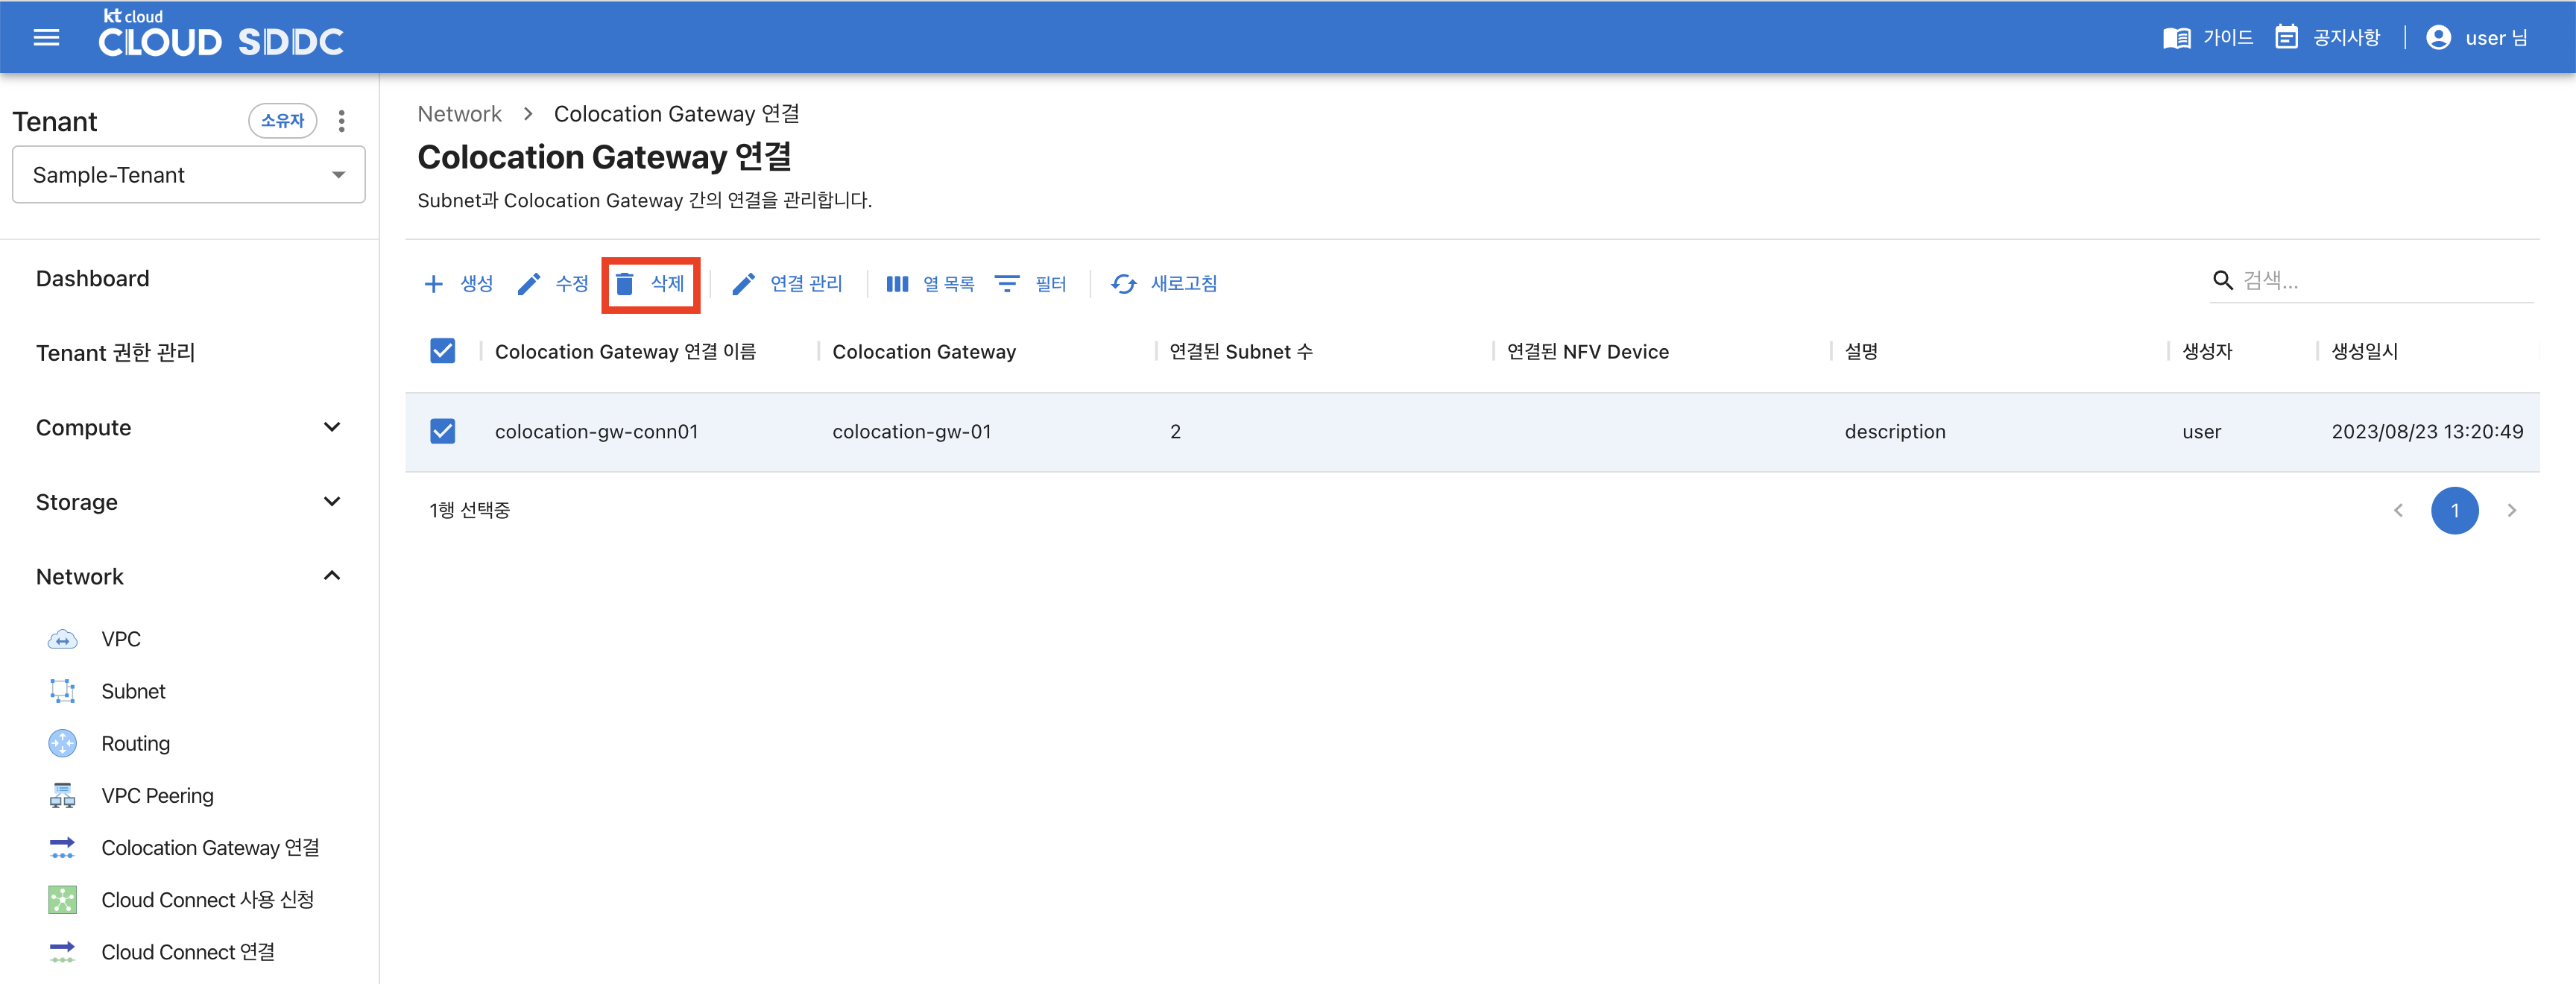 kt cloud
CLOUD SDDC
가이드
공지사항
user 님
Tenant
소유자
Sample-Tenant
Dashboard
Tenant 권한 관리
Compute
Storage
Network
VPC
Subnet
Routing
VPC Peering
Colocation Gateway 연결
Cloud Connect 사용 신청
Cloud Connect 연결
Network > Colocation Gateway 연결
Colocation Gateway 연결
Subnet과 Colocation Gateway 간의 연결을 관리합니다.
+ 생성 수정 삭제 연결 관리 열 목록 필터 새로고침
검색...
Colocation Gateway 연결 이름 Colocation Gateway 연결된 Subnet 수 연결된 NFV Device 설명 생성자 생성일시
colocation-gw-conn01 colocation-gw-01 2 description user 2023/08/23 13:20:49
1행 선택중
1